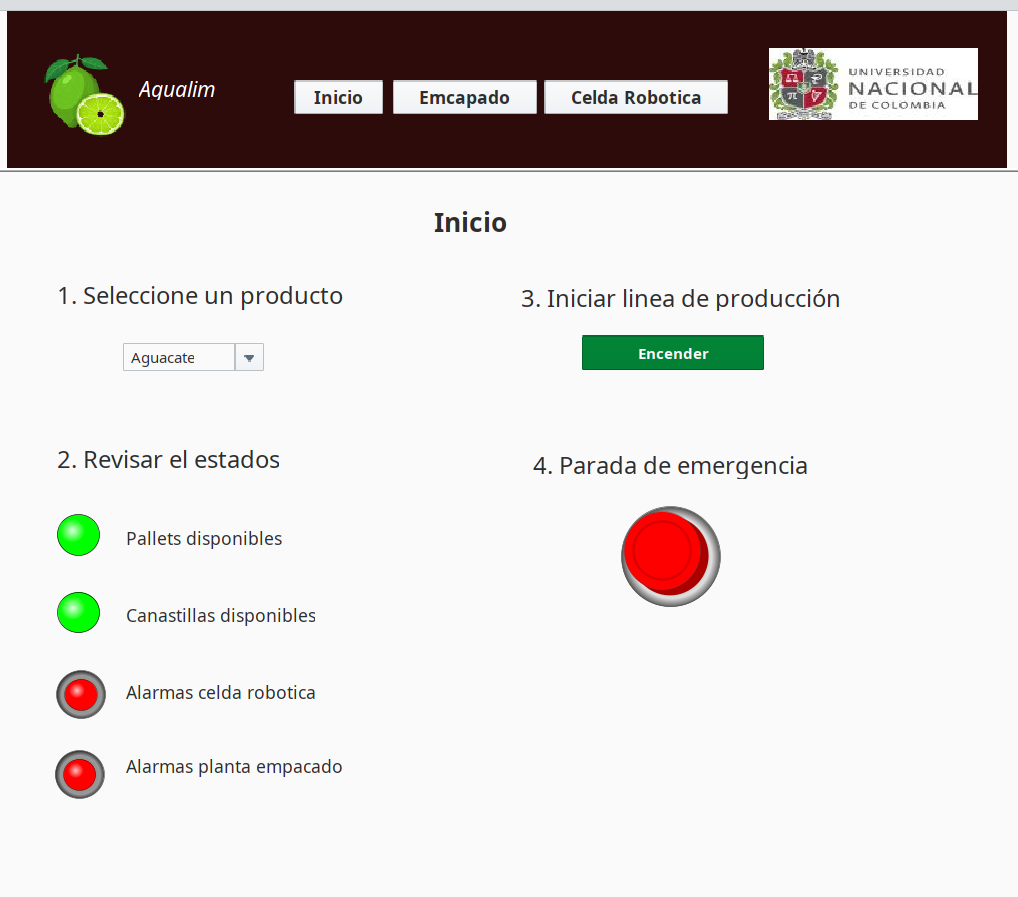 Aqualim
Inicio
Emcapado
Celda Robotica
UNIVERSIDAD
NACIONAL
DE COLOMBIA
Inicio
1. Seleccione un producto
Aguacate
2. Revisar el estados
Pallets disponibles
Canastillas disponibles
Alarmas celda robotica
Alarmas planta empacado
3. Iniciar linea de producción
Encender
4. Parada de emergencia